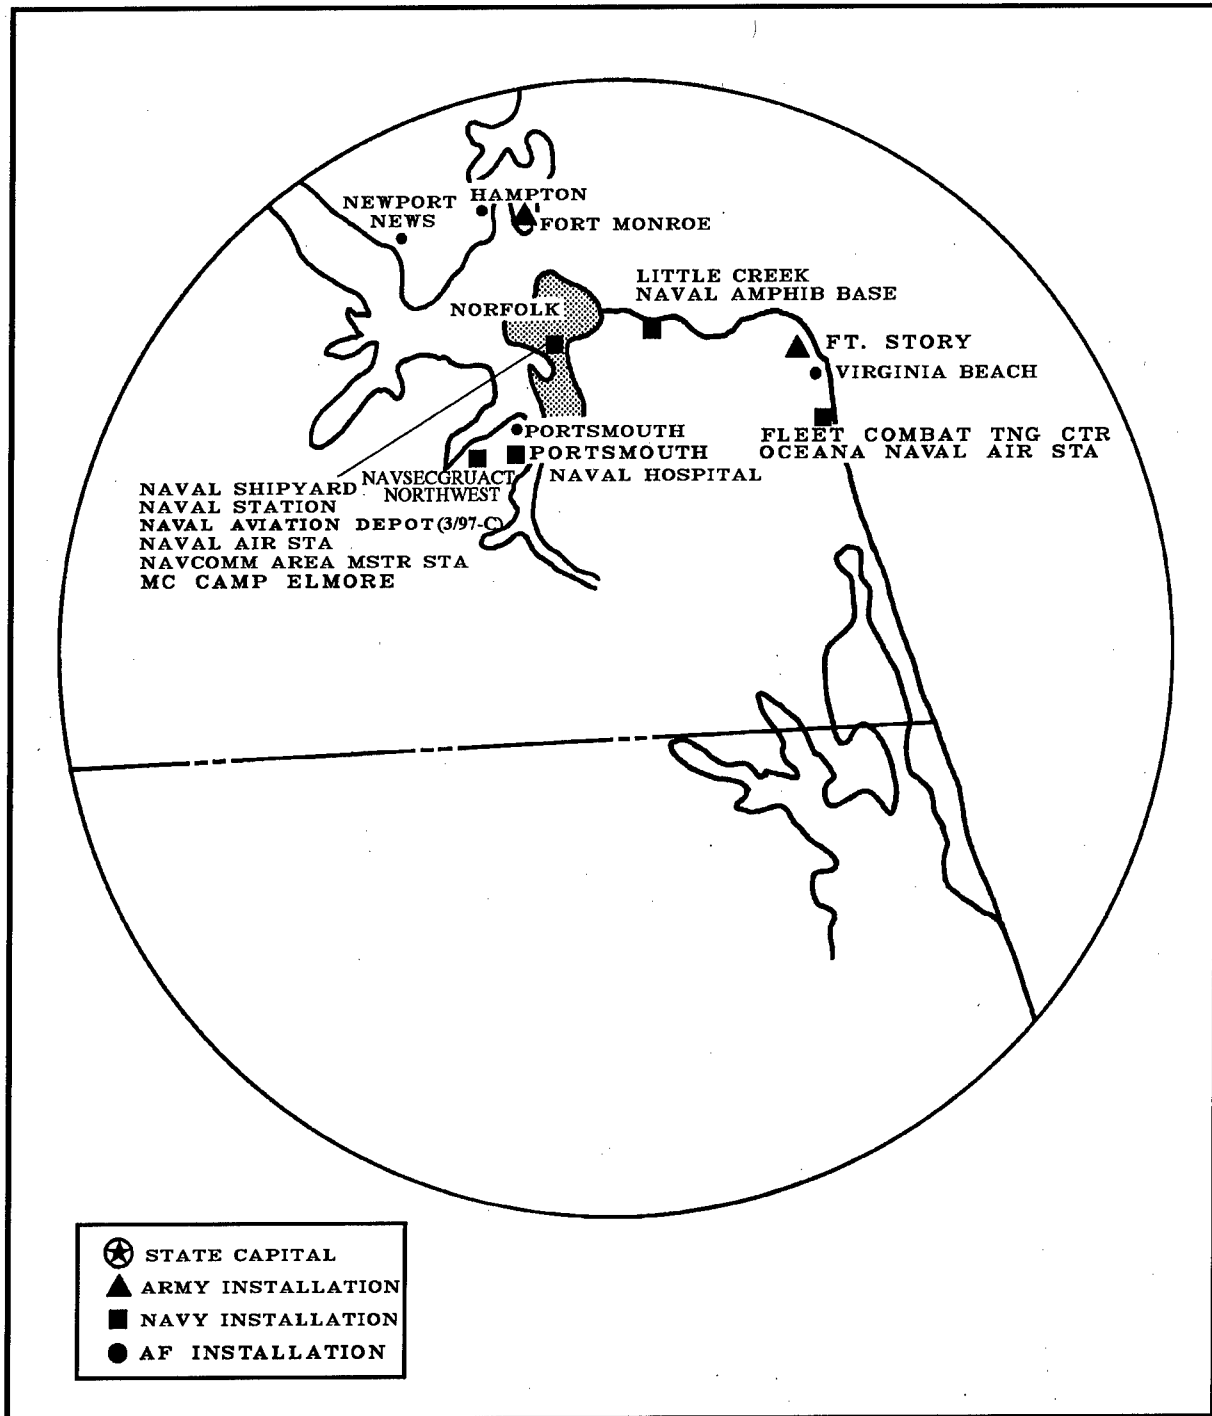 NEWPORT
NEWS
HAMPTON
FORT MONROE
LITTLE CREEK
NAVAL AMPHIB BASE
NORFOLK
FT. STORY
VIRGINIA BEACH
FLEET COMBAT TNG CTR
OCEANA NAVAL AIR STA
PORTSMOUTH
PORTSMOUTH
NAVAL HOSPITAL
NAVSECGRUACT
NORTHWEST
NAVAL SHIPYARD
NAVAL STATION
NAVAL AVIATION DEPOT(3/97-C)
NAVAL AIR STA
NAVCOMM AREA MSTR STA
MC CAMP ELMORE
STATE CAPITAL
ARMY INSTALLATION
NAVY INSTALLATION
AF INSTALLATION